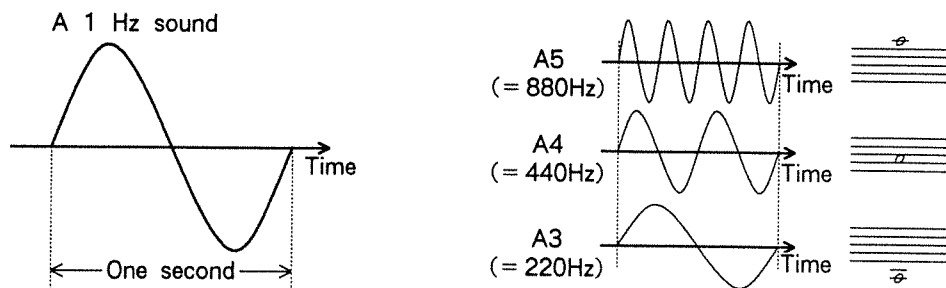 A 1 Hz sound
Time
One second
A5
(=880Hz)
Time
A4
(=440Hz)
Time
A3
(=220Hz)
Time